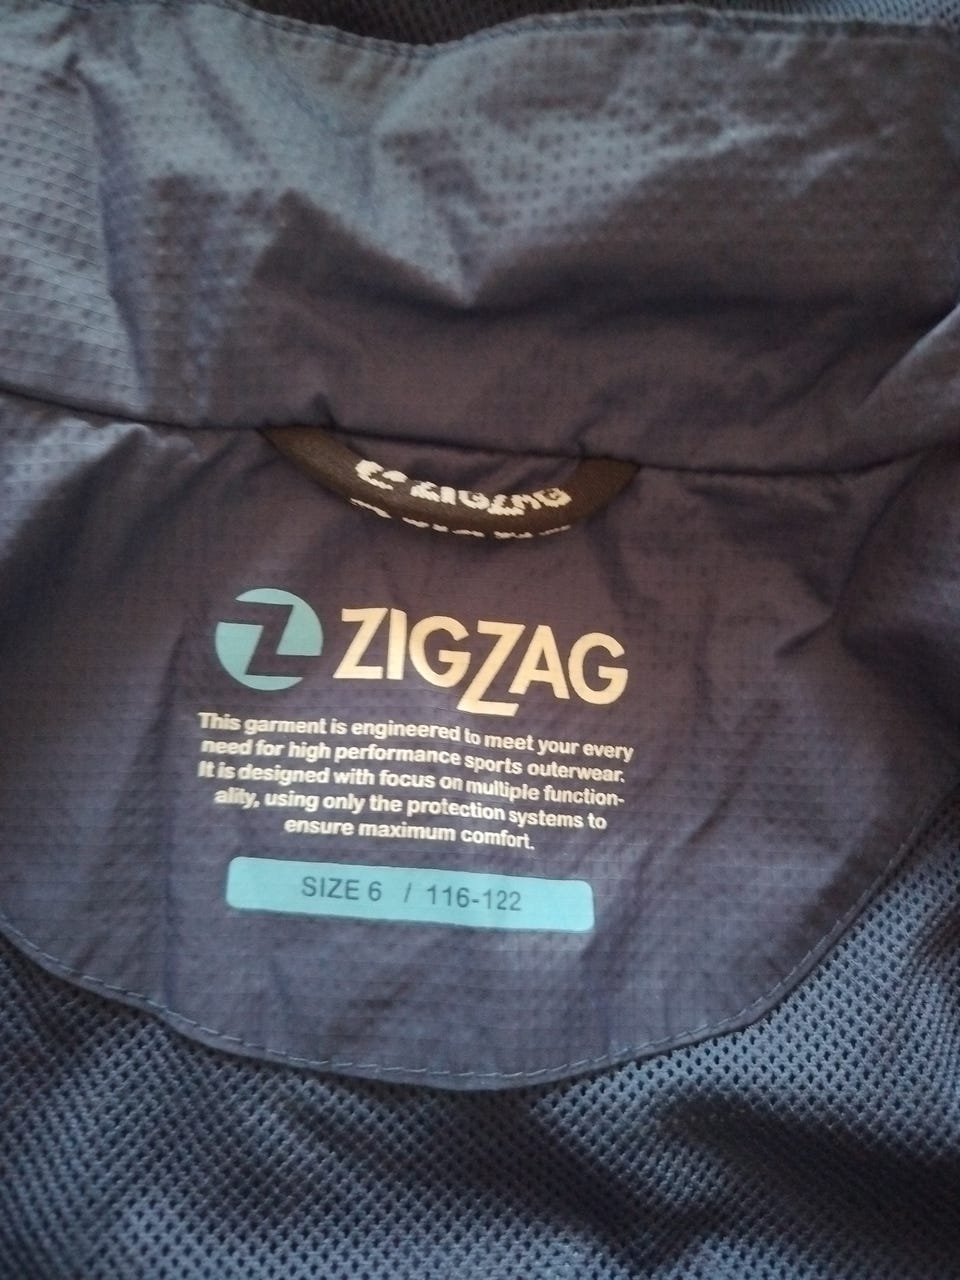 ZIGZAG
ZIGZAG
This garment is engineered to meet your every
need for high performance sports outerwear.
It is designed with focus on multiple function-
ality, using only the protection systems to
ensure maximum comfort.
SIZE 6 / 116-122